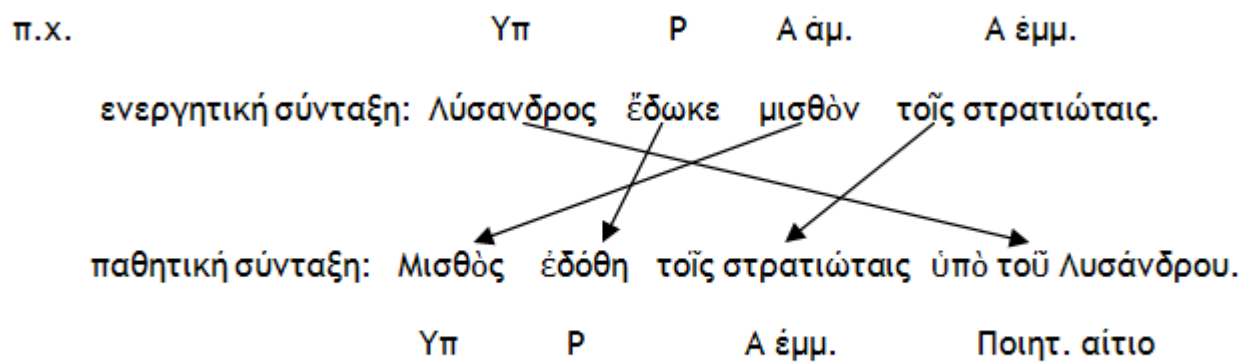 π.χ. Υπ Ρ Α άμ. Α έμμ.
ενεργητική σύνταξη: Λύσανδρος ἔδωκε μισθὸν τοῖς στρατιώταις.
παθητική σύνταξη: Μισθὸς ἐδόθη τοῖς στρατιώταις ὑπὸ τοῦ Λυσάνδρου.
Υπ Ρ Α έμμ. Ποιητ. αίτιο